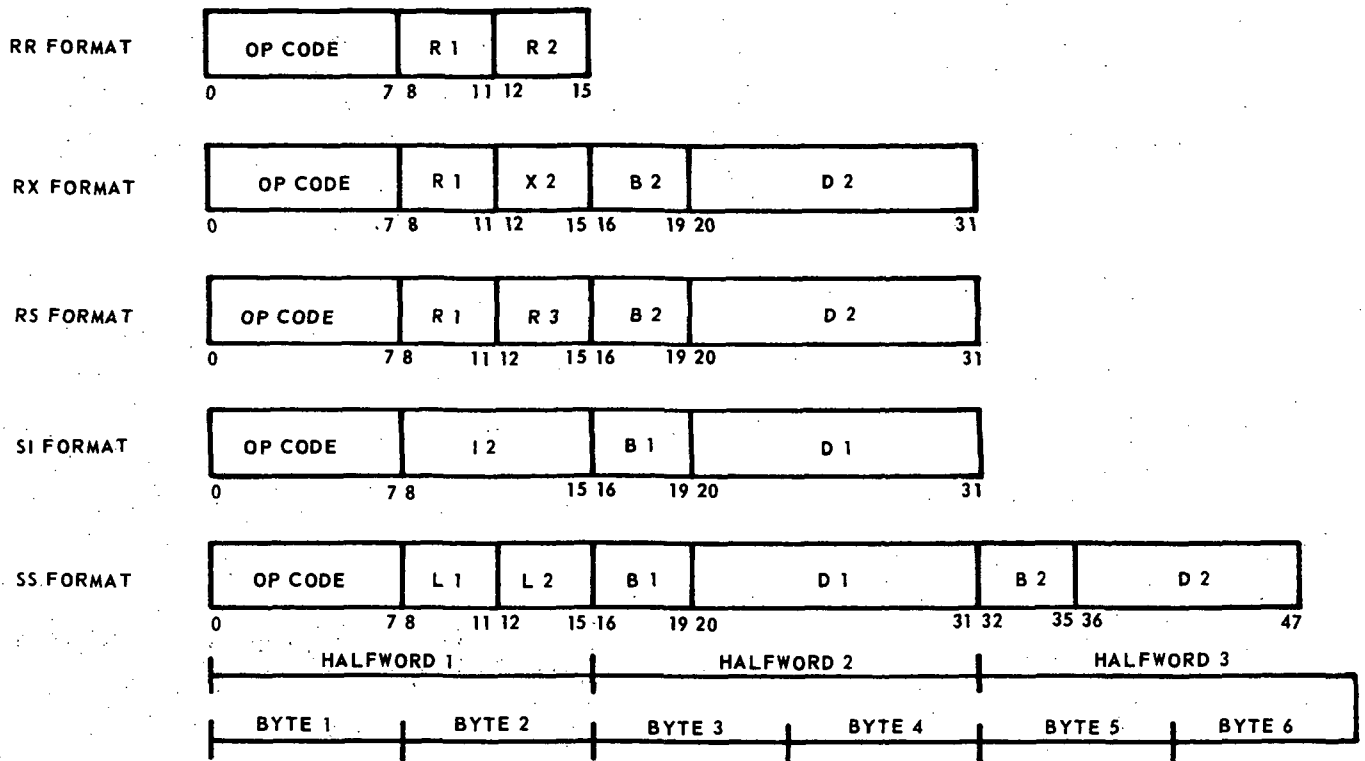 RR FORMAT OP CODE R 1 R 2
0 7 8 11 12 15
RX FORMAT OP CODE R 1 X 2 B 2 D 2
0 7 8 11 12 15 16 19 20 31
RS FORMAT OP CODE R 1 R 3 B 2 D 2
0 7 8 11 12 15 16 19 20 31
SI FORMAT OP CODE I 2 B 1 D 1
0 7 8 15 16 19 20 31
SS FORMAT OP CODE L 1 L 2 B 1 D 1 B 2 D 2
0 7 8 11 12 15 16 19 20 31 32 35 36 47
HALFWORD 1 HALFWORD 2 HALFWORD 3
BYTE 1 BYTE 2 BYTE 3 BYTE 4 BYTE 5 BYTE 6